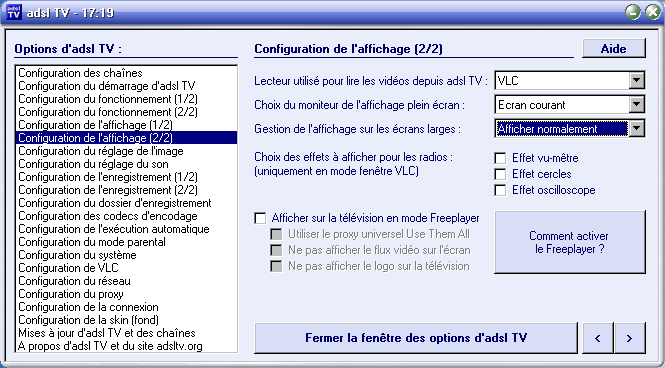 adsl TV - 17:19
Options d'adsl TV :
Configuration des chaînes
Configuration du démarrage d'adsl TV
Configuration du fonctionnement (1/2)
Configuration du fonctionnement (2/2)
Configuration de l'affichage (1/2)
Configuration de l'affichage (2/2)
Configuration du réglage de l'image
Configuration du réglage du son
Configuration de l'enregistrement (1/2)
Configuration de l'enregistrement (2/2)
Configuration du dossier d'enregistrement
Configuration des codecs d'encodage
Configuration de l'exécution automatique
Configuration du mode parental
Configuration du système
Configuration de VLC
Configuration du réseau
Configuration du proxy
Configuration de la connexion
Configuration de la skin (fond)
Mises à jour d'adsl TV et des chaînes
A propos d'adsl TV et du site adsltv.org
Configuration de l'affichage (2/2)
Aide
Lecteur utilisé pour lire les vidéos depuis adsl TV :
VLC
Choix du moniteur de l'affichage plein écran :
Ecran courant
Gestion de l'affichage sur les écrans larges :
Afficher normalement
Choix des effets à afficher pour les radios :
(uniquement en mode fenêtre VLC)
Effet vu-mètre
Effet cercles
Effet oscilloscope
Afficher sur la télévision en mode Freeplayer
Utiliser le proxy universel Use Them All
Ne pas afficher le flux vidéo sur l'écran
Ne pas afficher le logo sur la télévision
Comment activer
le Freeplayer ?
Fermer la fenêtre des options d'adsl TV
<
>